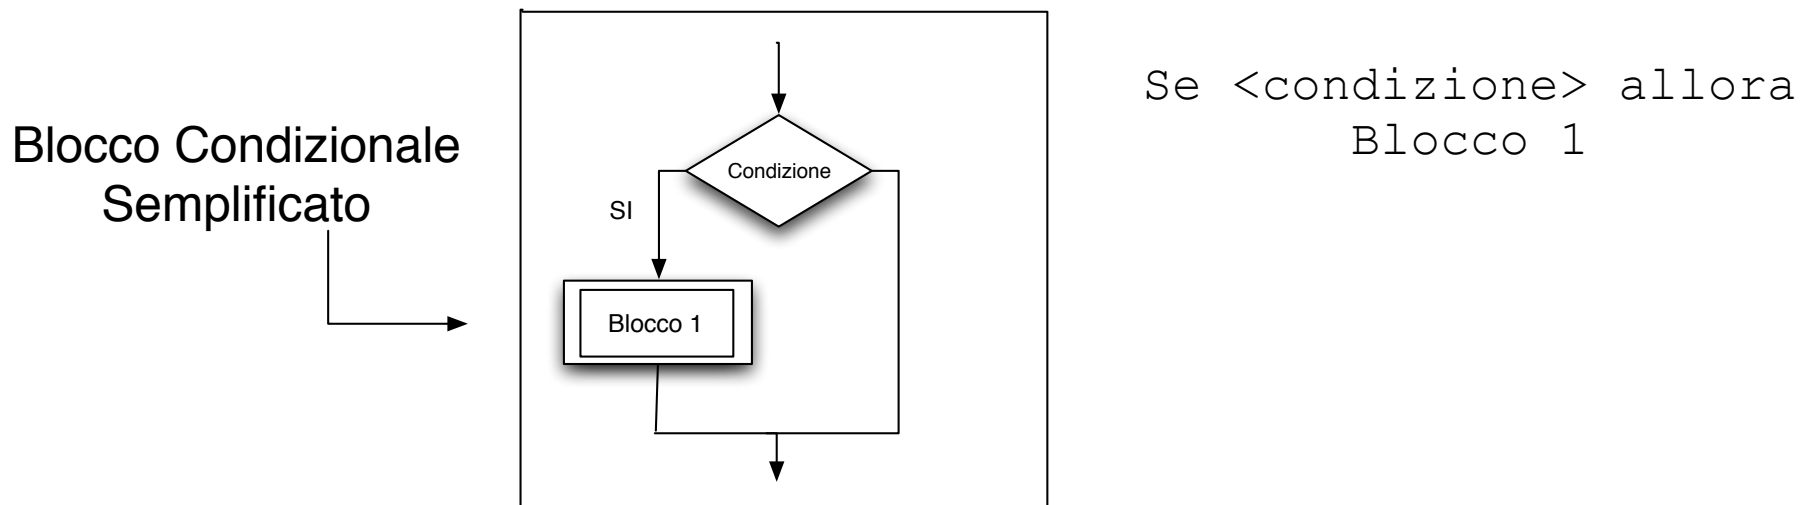 Blocco Condizionale
Semplificato
Condizione
SI
Blocco 1
Se <condizione> allora
Blocco 1